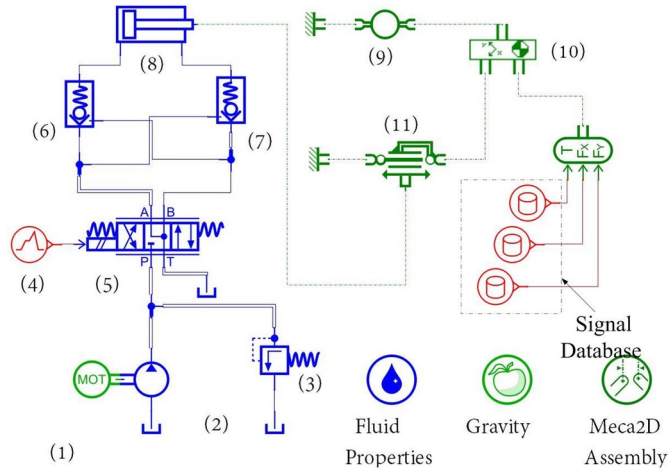 (8)
(9)
(10)
(6)
(7)
(11)
T
FX
FY
A B
(4)
(5)
P T
Signal
Database
MOT
(3)
(2)
(1)
Fluid
Properties
Gravity
Meca2D
Assembly